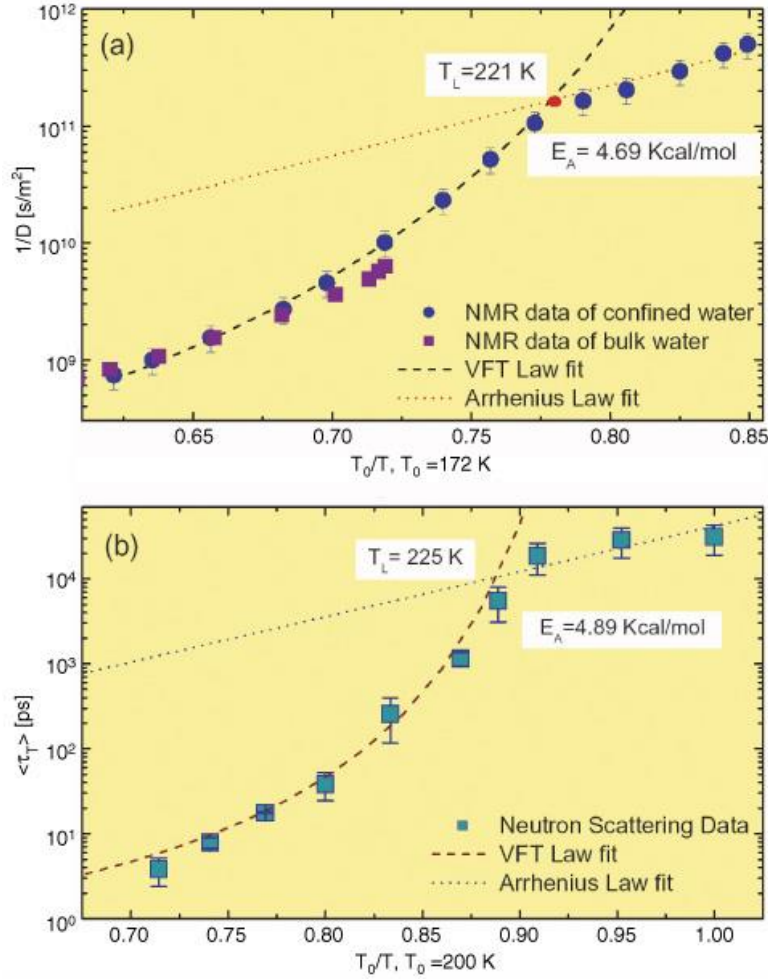 (a)
10¹²
10¹¹
10¹⁰
10⁹
1/D [s/m²]
T_L=221 K
E_A= 4.69 Kcal/mol
NMR data of confined water
NMR data of bulk water
VFT Law fit
Arrhenius Law fit
0.65 0.70 0.75 0.80 0.85
T₀/T, T₀ =172 K
(b)
10⁴
10³
10²
10¹
10⁰
<τ_T> [ps]
T_L= 225 K
E_A=4.89 Kcal/mol
Neutron Scattering Data
VFT Law fit
Arrhenius Law fit
0.70 0.75 0.80 0.85 0.90 0.95 1.00
T₀/T, T₀ =200 K